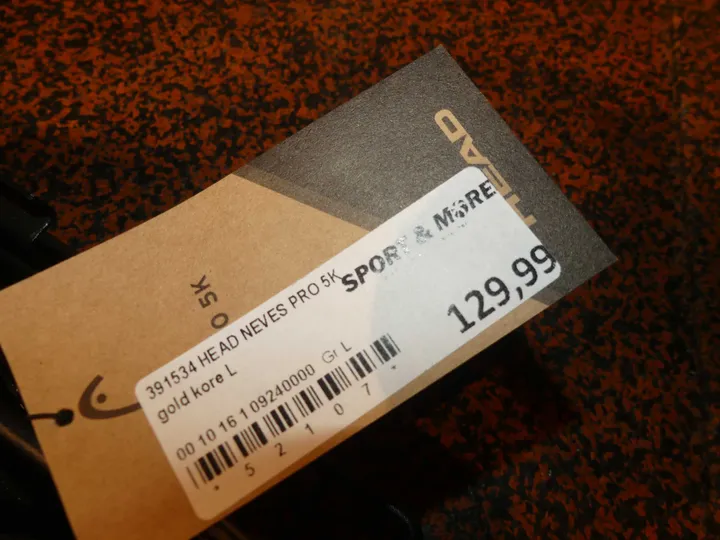 HEAD
SPORT & MORE
129,99
O 5K
391534 HEAD NEVES PRO 5K
gold kore L
00 10 16 1 09240000 Gr L
* 5 2 1 0 7 *